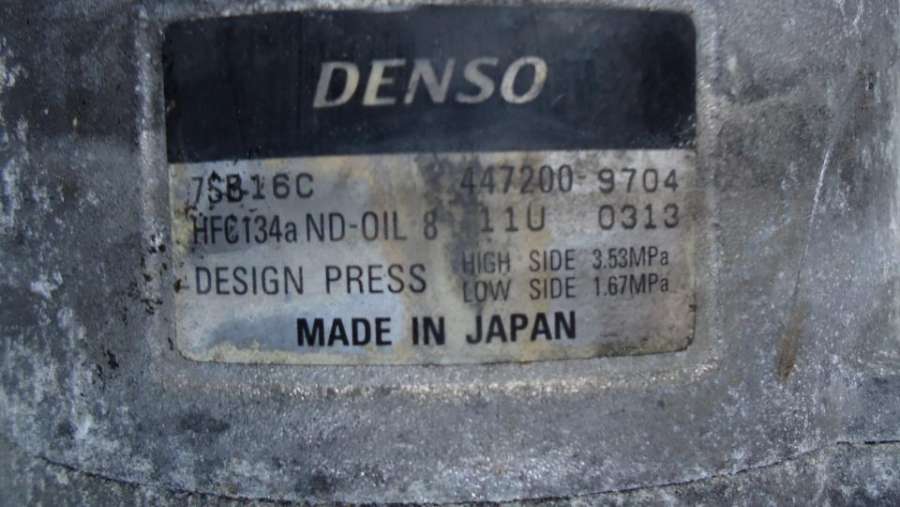 DENSO
7SB16C 447200-9704
HFC134a ND-OIL 8 11U 0313
DESIGN PRESS HIGH SIDE 3.53MPa
LOW SIDE 1.67MPa
MADE IN JAPAN